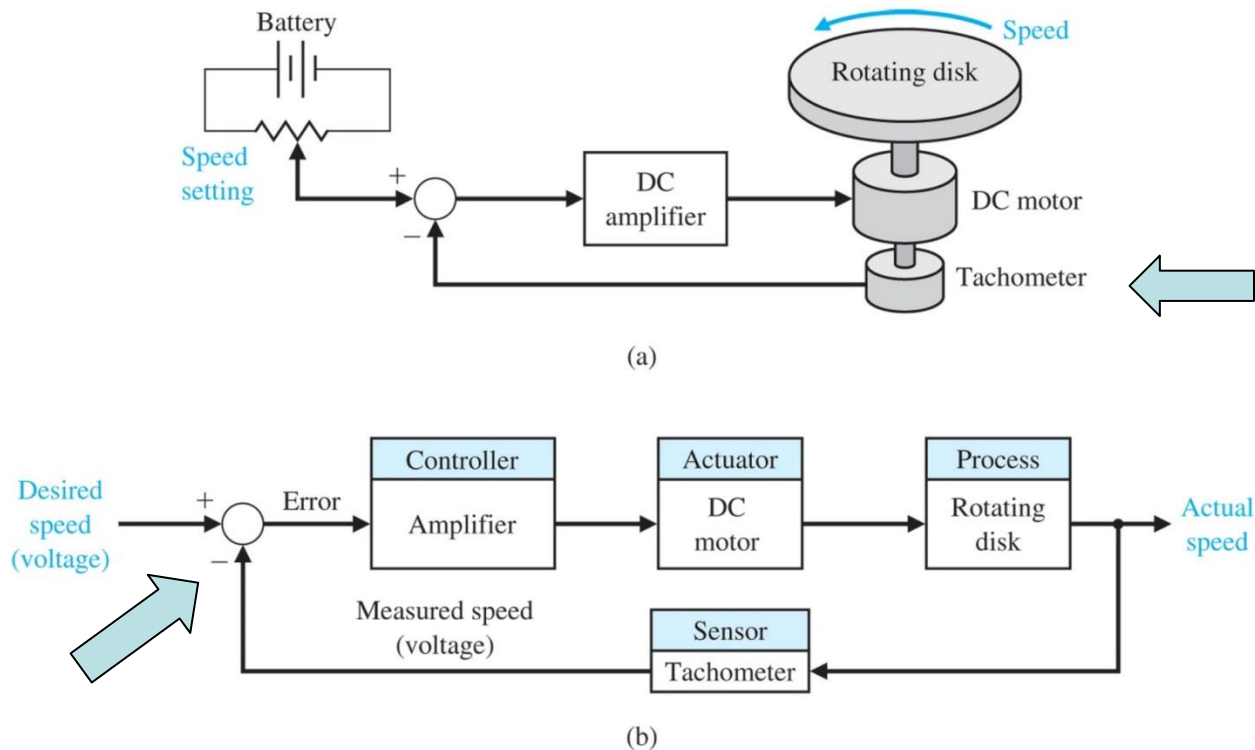 Battery
Speed
Rotating disk
Speed
setting
+
−
DC
amplifier
DC motor
Tachometer
(a)
Desired
speed
(voltage)
+
−
Error
Controller
Amplifier
Actuator
DC
motor
Process
Rotating
disk
Actual
speed
Measured speed
(voltage)
Sensor
Tachometer
(b)